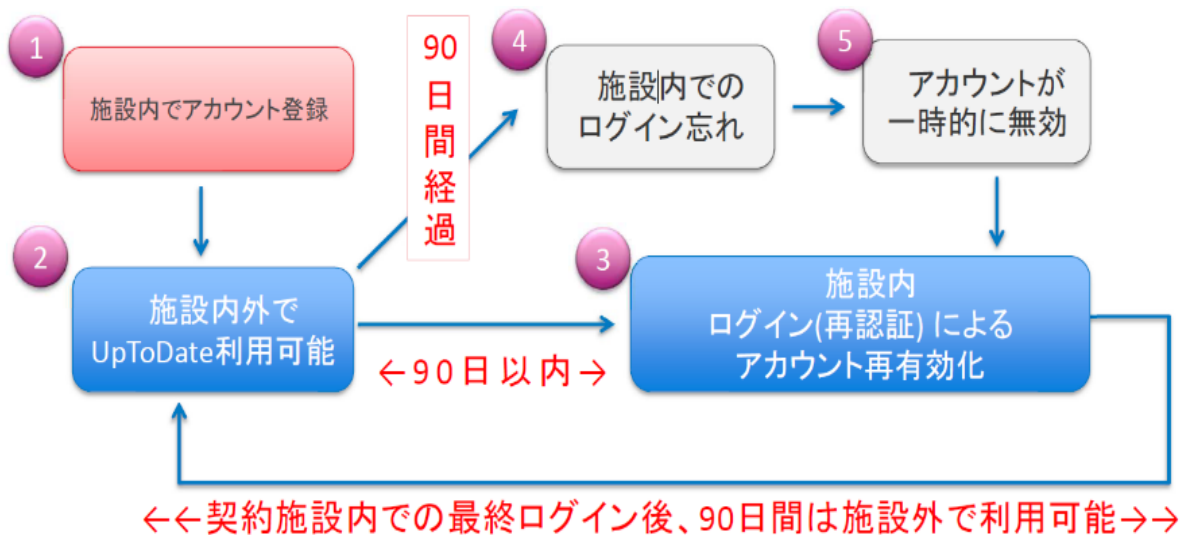 1
施設内でアカウント登録
90
日
間
経
過
4
施設内での
ログイン忘れ
5
アカウントが
一時的に無効
2
施設内外で
UpToDate利用可能
←90日以内→
3
施設内
ログイン(再認証) による
アカウント再有効化
←←契約施設内での最終ログイン後、90日間は施設外で利用可能→→